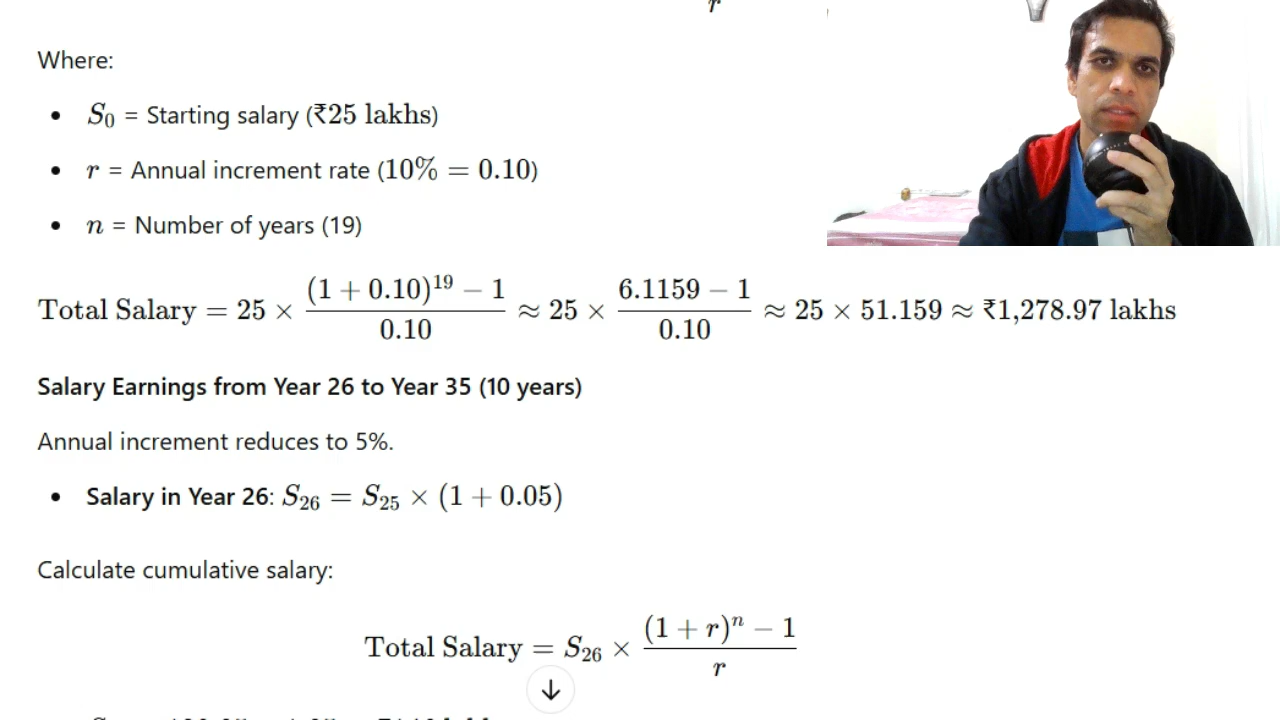 r
Where:
• S₀ = Starting salary (₹25 lakhs)
• r = Annual increment rate (10% = 0.10)
• n = Number of years (19)
Total Salary = 25 × (1 + 0.10)¹⁹ − 1 / 0.10 ≈ 25 × 6.1159 − 1 / 0.10 ≈ 25 × 51.159 ≈ ₹1,278.97 lakhs
Salary Earnings from Year 26 to Year 35 (10 years)
Annual increment reduces to 5%.
• Salary in Year 26: S₂₆ = S₂₅ × (1 + 0.05)
Calculate cumulative salary:
Total Salary = S₂₆ × (1 + r)ⁿ − 1 / r